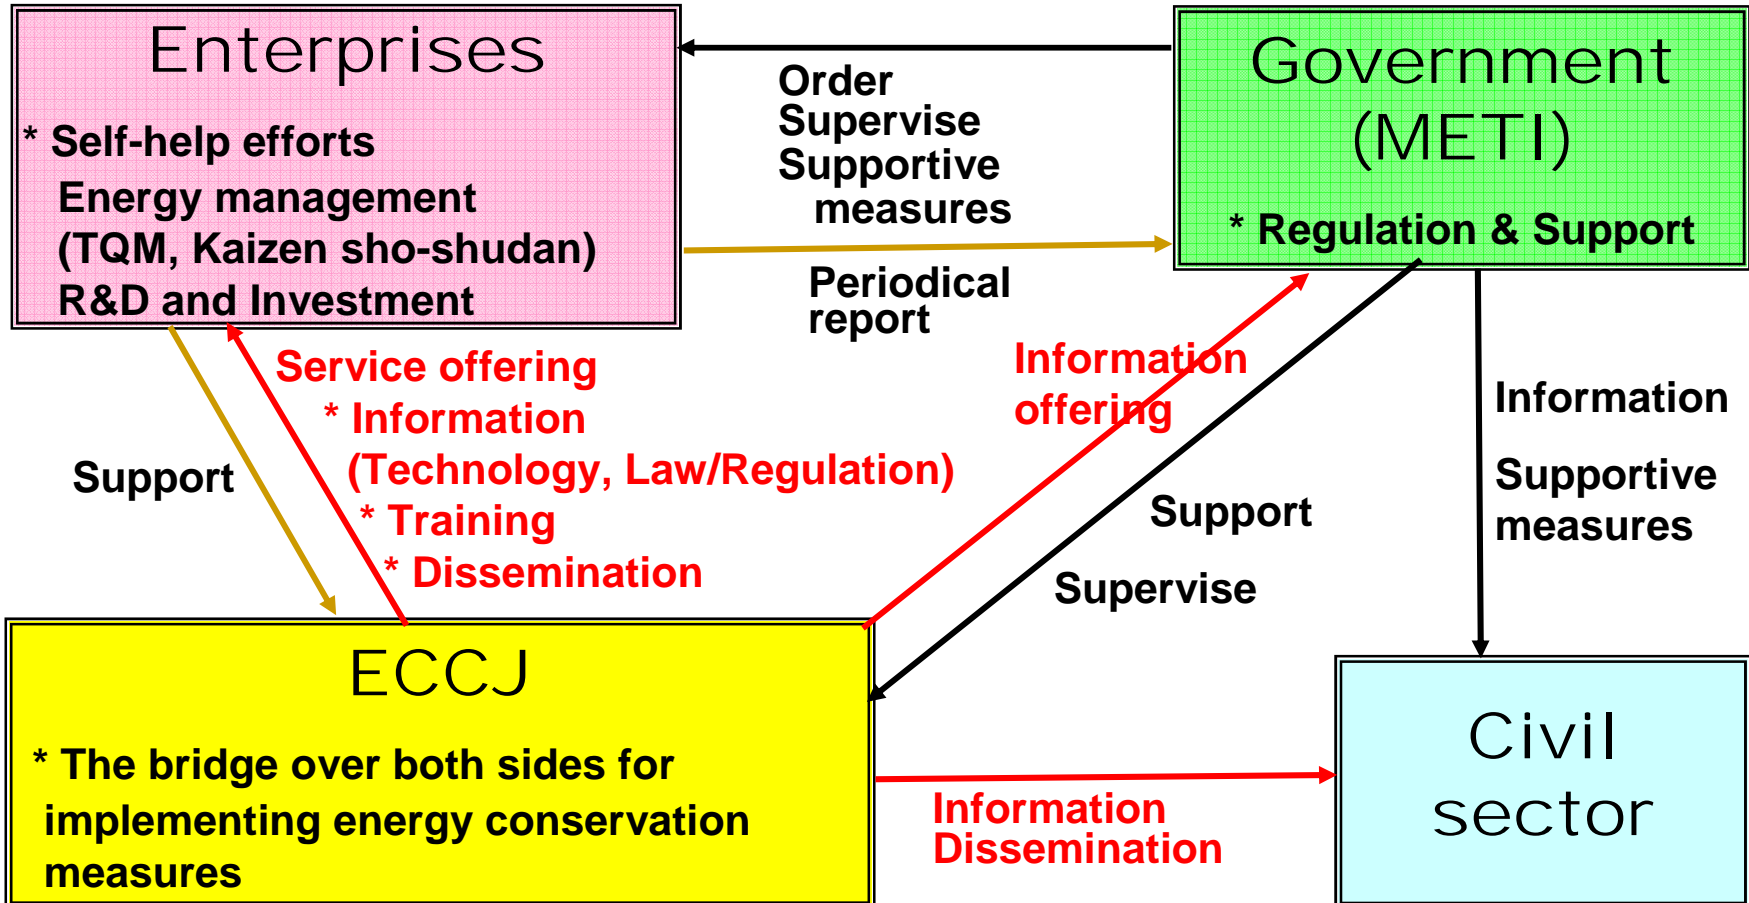 Enterprises
* Self-help efforts
Energy management
(TQM, Kaizen sho-shudan)
R&D and Investment
Order
Supervise
Supportive
measures
Periodical
report
Government
(METI)
* Regulation & Support
Support
Service offering
* Information
(Technology, Law/Regulation)
* Training
* Dissemination
Information
offering
Support
Supervise
Information
Supportive
measures
ECCJ
* The bridge over both sides for
implementing energy conservation
measures
Information
Dissemination
Civil
sector